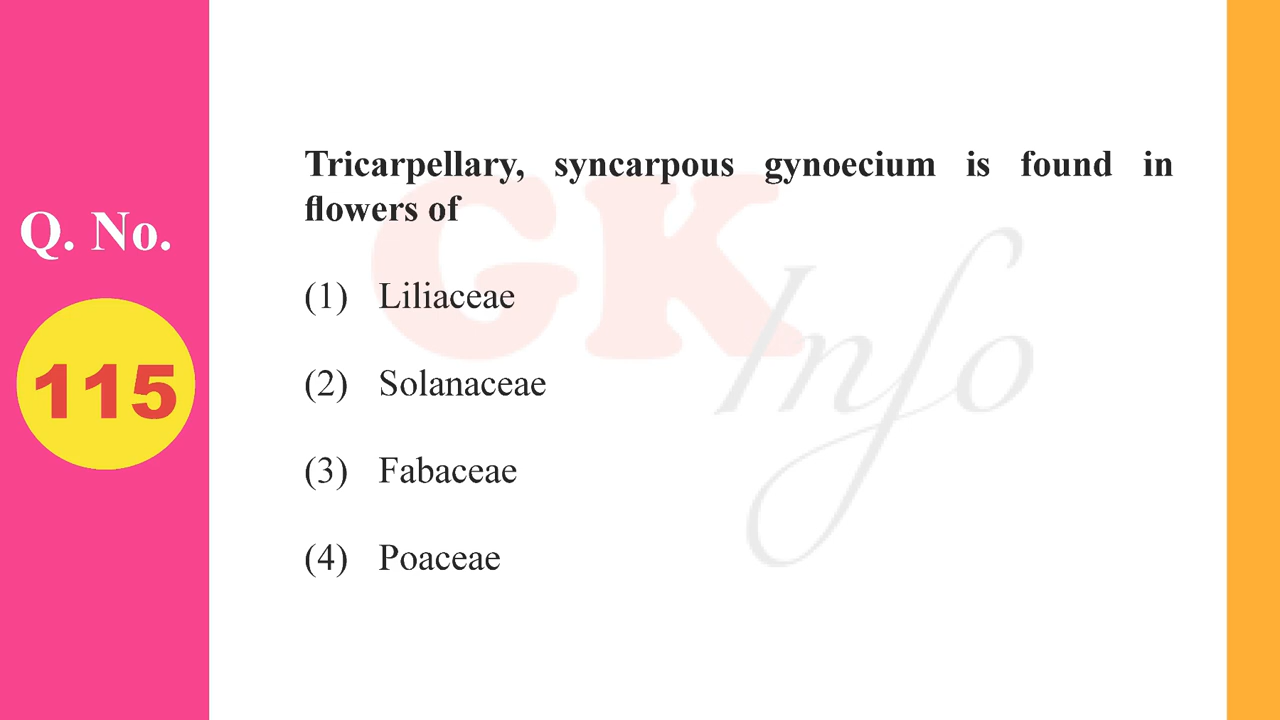 Q. No.
115
Tricarpellary, syncarpous gynoecium is found in
flowers of
(1) Liliaceae
(2) Solanaceae
(3) Fabaceae
(4) Poaceae
GK
Info